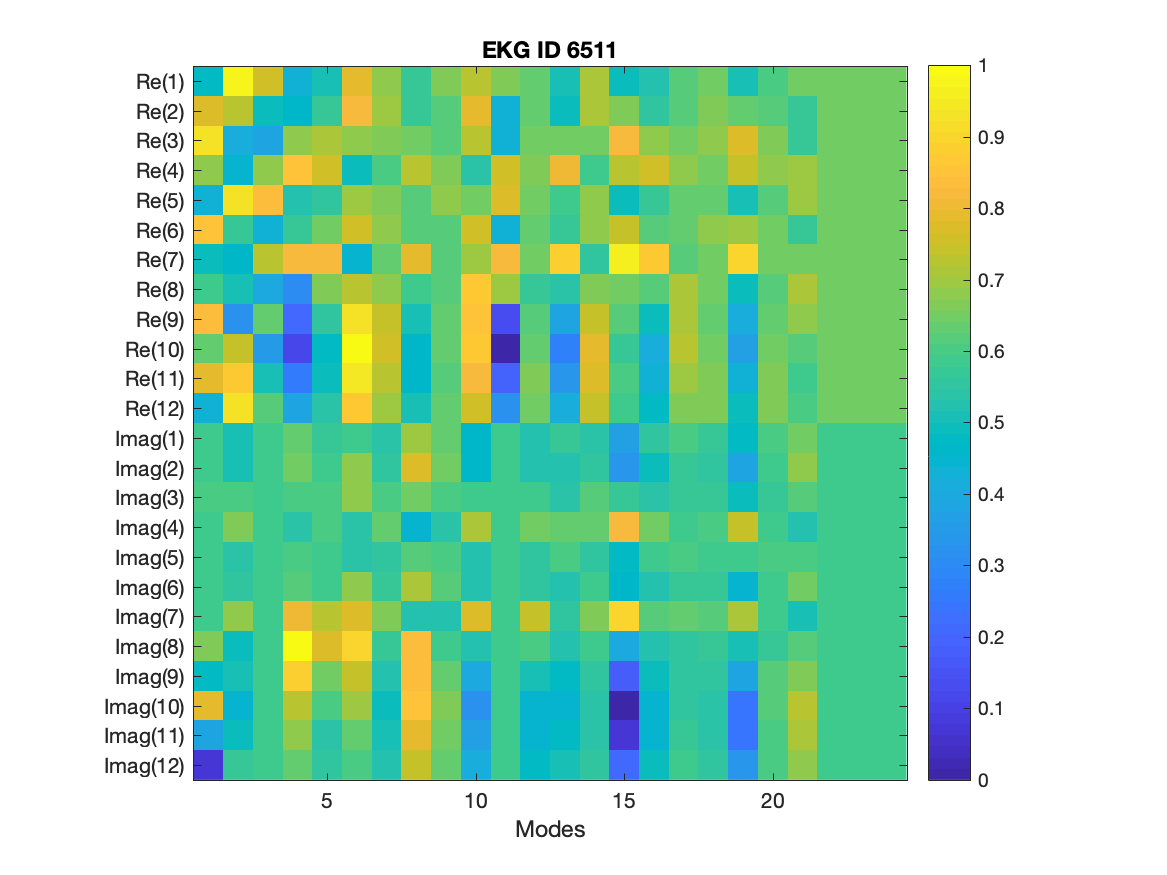 EKG ID 6511
Re(1)
Re(2)
Re(3)
Re(4)
Re(5)
Re(6)
Re(7)
Re(8)
Re(9)
Re(10)
Re(11)
Re(12)
Imag(1)
Imag(2)
Imag(3)
Imag(4)
Imag(5)
Imag(6)
Imag(7)
Imag(8)
Imag(9)
Imag(10)
Imag(11)
Imag(12)
5 10 15 20
Modes
1
0.9
0.8
0.7
0.6
0.5
0.4
0.3
0.2
0.1
0